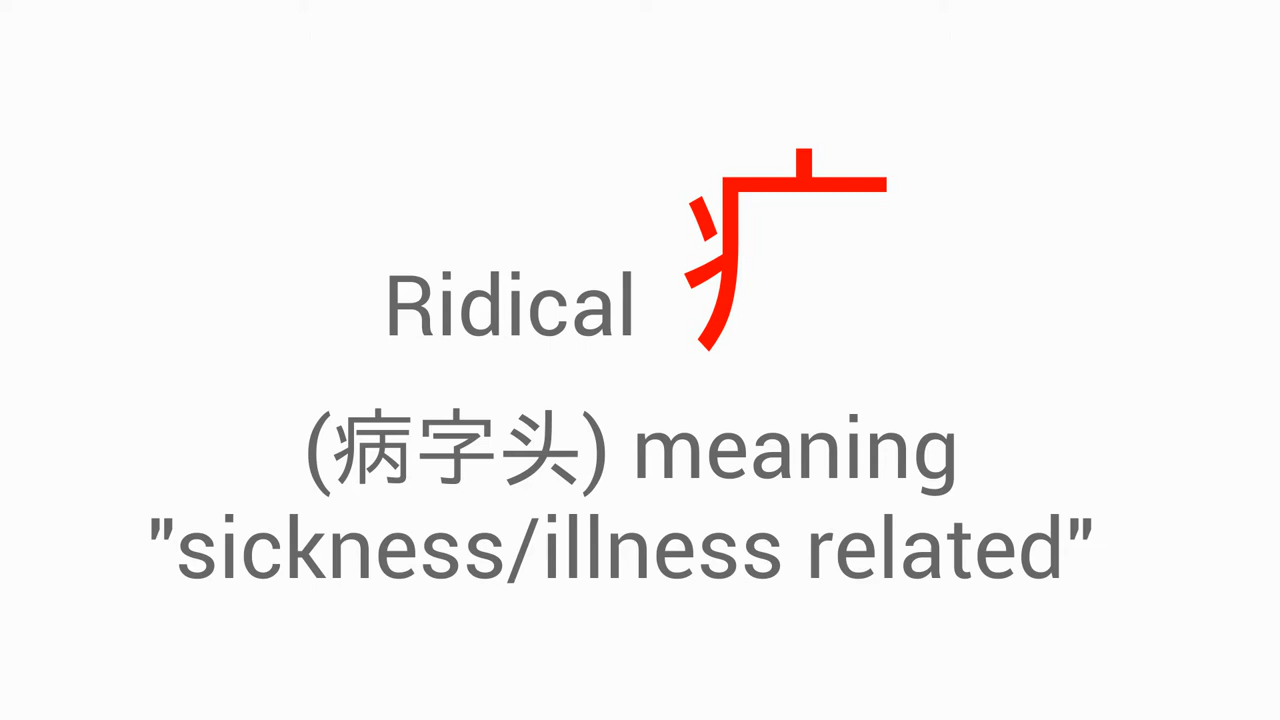 Ridical 疒
(病字头) meaning
"sickness/illness related"